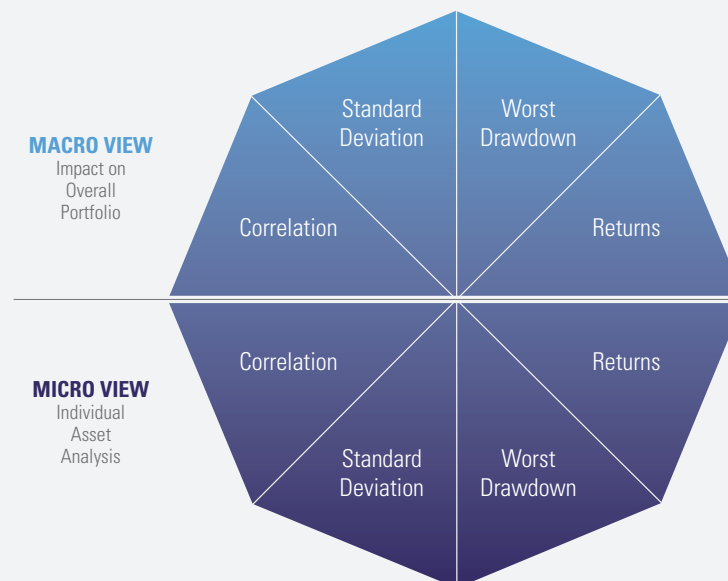 Standard
Deviation
Worst
Drawdown
MACRO VIEW
Impact on
Overall
Portfolio
Correlation
Returns
Correlation
Returns
MICRO VIEW
Individual
Asset
Analysis
Standard
Deviation
Worst
Drawdown